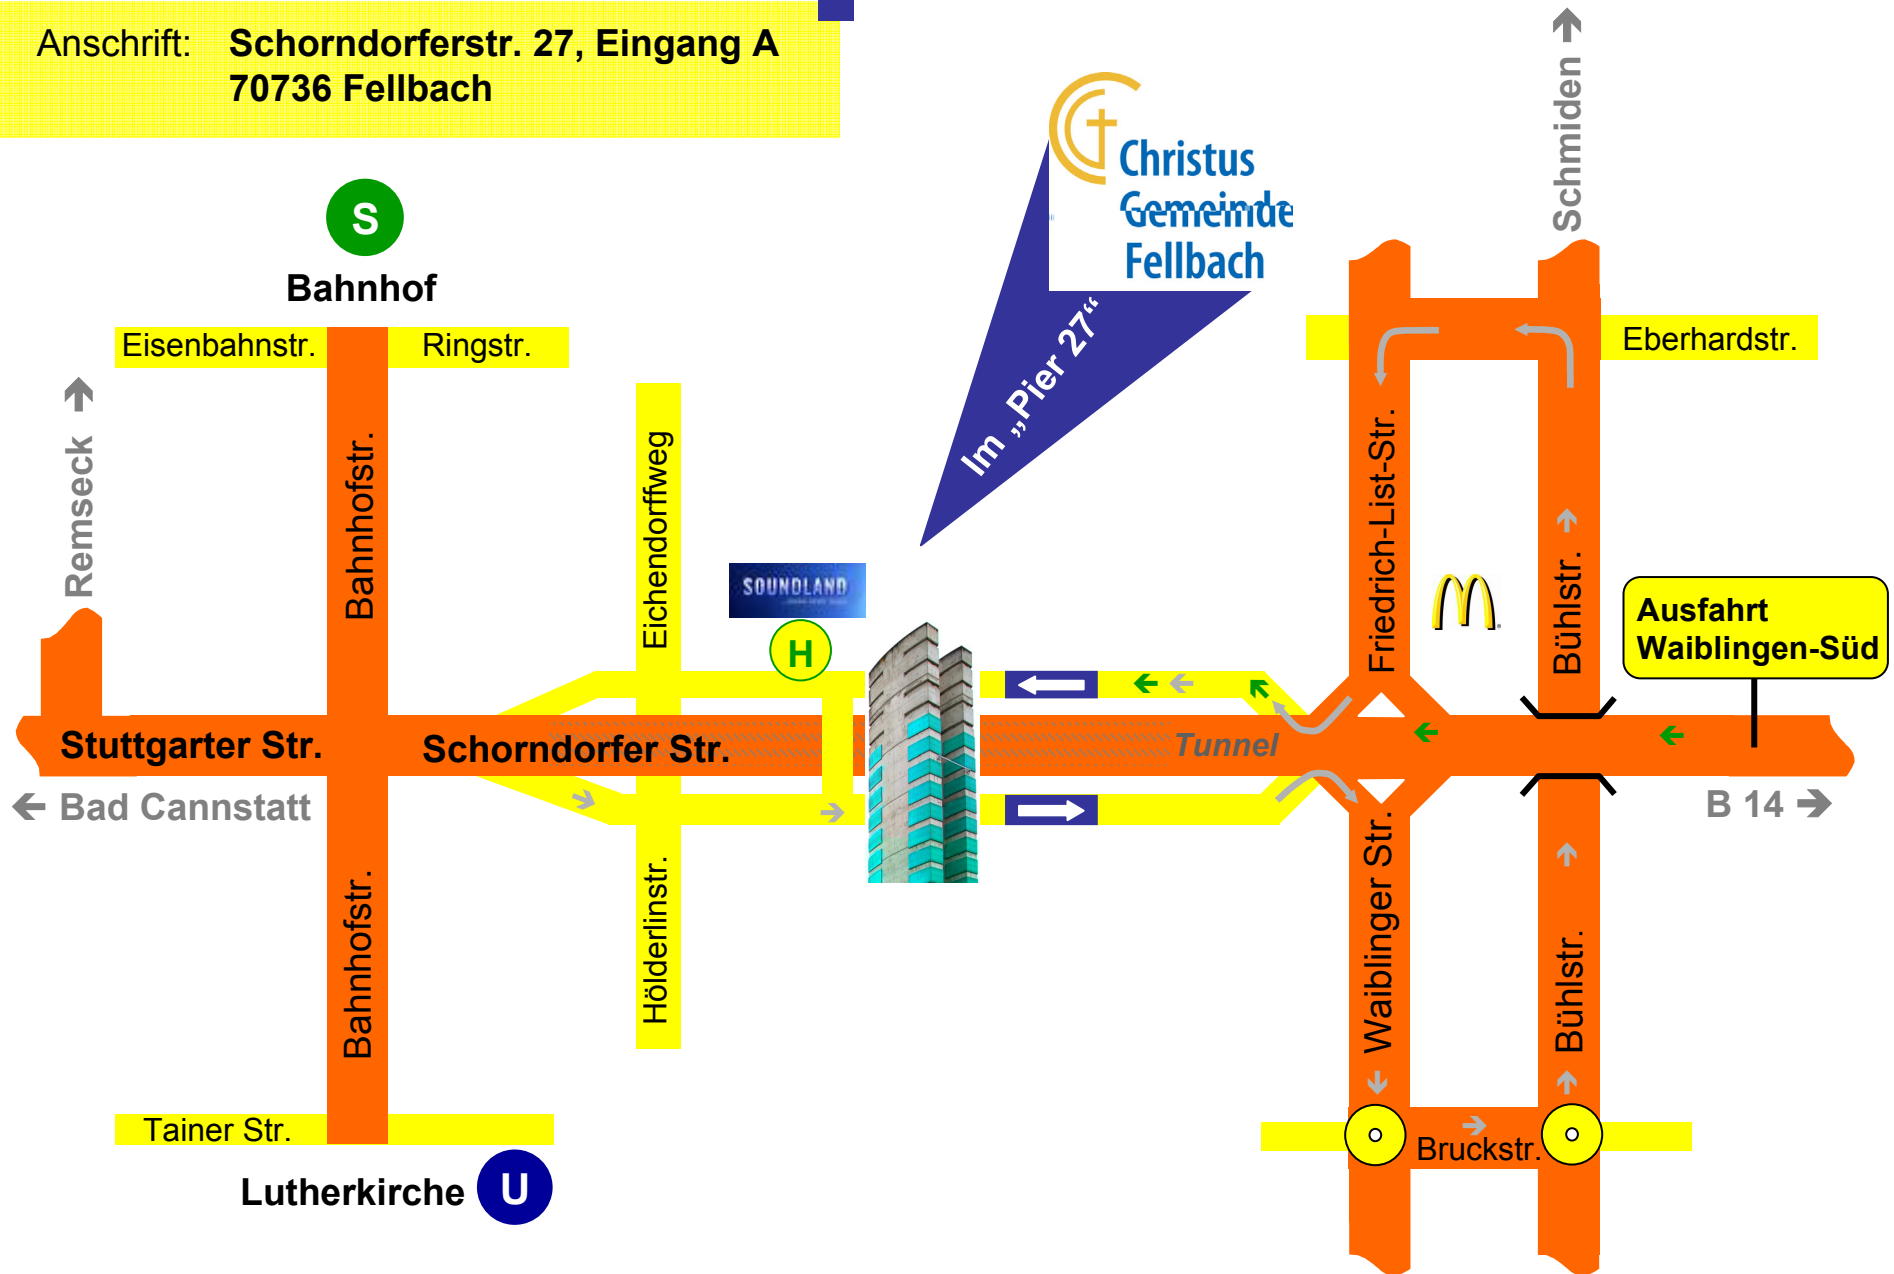 Anschrift: Schorndorferstr. 27, Eingang A
70736 Fellbach
Christus
Gemeinde
Fellbach
Im „Pier 27“
S
Bahnhof
Eisenbahnstr.
Ringstr.
Remseck
Bahnhofstr.
Eichendorffweg
SOUNDLAND
H
Schmiden
Eberhardstr.
Friedrich-List-Str.
Bühlstr.
Ausfahrt
Waiblingen-Süd
Stuttgarter Str.
Schorndorfer Str.
Tunnel
Bad Cannstatt
B 14
Bahnhofstr.
Hölderlinstr.
Waiblinger Str.
Bühlstr.
Tainer Str.
Bruckstr.
Lutherkirche
U